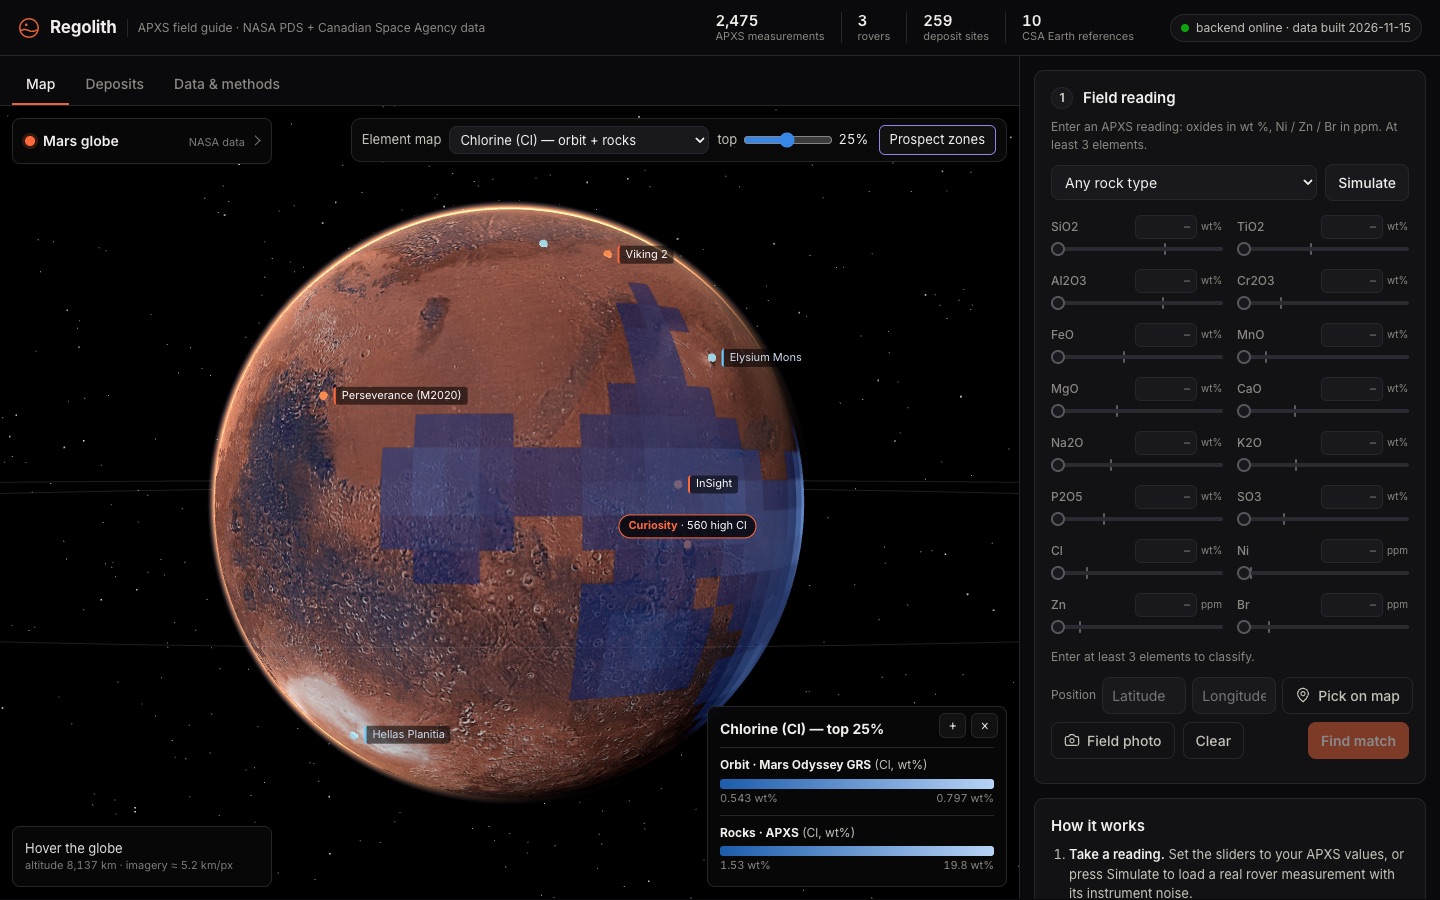 Regolith
APXS field guide · NASA PDS + Canadian Space Agency data
2,475
APXS measurements
3
rovers
259
deposit sites
10
CSA Earth references
backend online · data built 2026-11-15
Map
Deposits
Data & methods
Mars globe
NASA data
Element map
Chlorine (Cl) — orbit + rocks
top
25%
Prospect zones
Viking 2
Elysium Mons
Perseverance (M2020)
InSight
Curiosity · 560 high Cl
Hellas Planitia
Chlorine (Cl) — top 25%
+
x
Orbit · Mars Odyssey GRS (Cl, wt%)
0.543 wt%
0.797 wt%
Rocks · APXS (Cl, wt%)
1.53 wt%
19.8 wt%
Hover the globe
altitude 8,137 km · imagery ≈ 5.2 km/px
1
Field reading
Enter an APXS reading: oxides in wt %, Ni / Zn / Br in ppm. At
least 3 elements.
Any rock type
Simulate
SiO2 – wt%
TiO2 – wt%
Al2O3 – wt%
Cr2O3 – wt%
FeO – wt%
MnO – wt%
MgO – wt%
CaO – wt%
Na2O – wt%
K2O – wt%
P2O5 – wt%
SO3 – wt%
Cl – wt%
Ni – ppm
Zn – ppm
Br – ppm
Enter at least 3 elements to classify.
Position
Latitude
Longitude
Pick on map
Field photo
Clear
Find match
How it works
1. Take a reading. Set the sliders to your APXS values, or
press Simulate to load a real rover measurement with
its instrument noise.